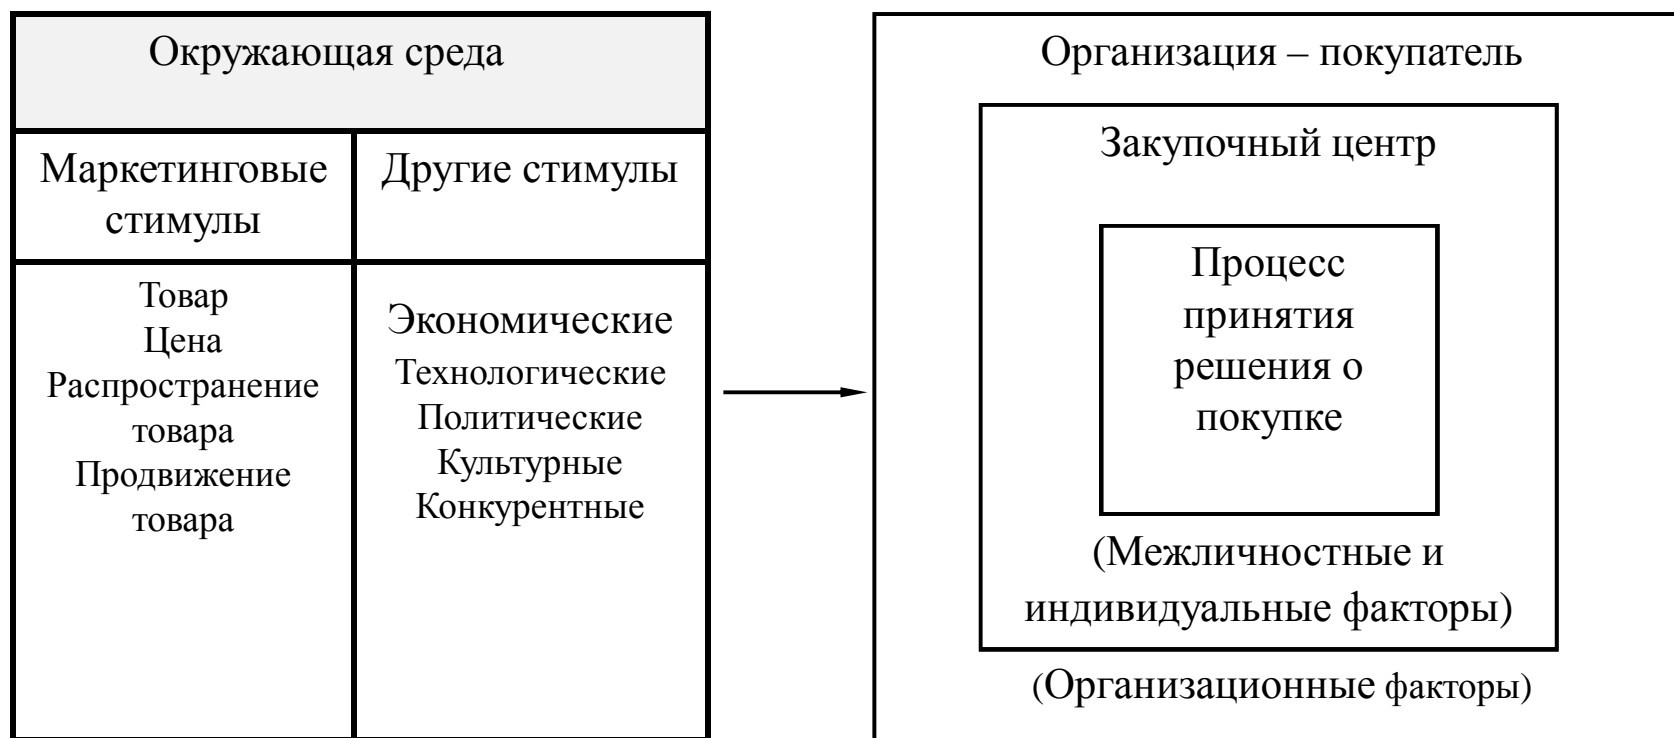 Окружающая среда
Маркетинговые
стимулы
Другие стимулы
Товар
Цена
Распространение
товара
Продвижение
товара
Экономические
Технологические
Политические
Культурные
Конкурентные
Организация – покупатель
Закупочный центр
Процесс
принятия
решения о
покупке
(Межличностные и
индивидуальные факторы)
(Организационные факторы)